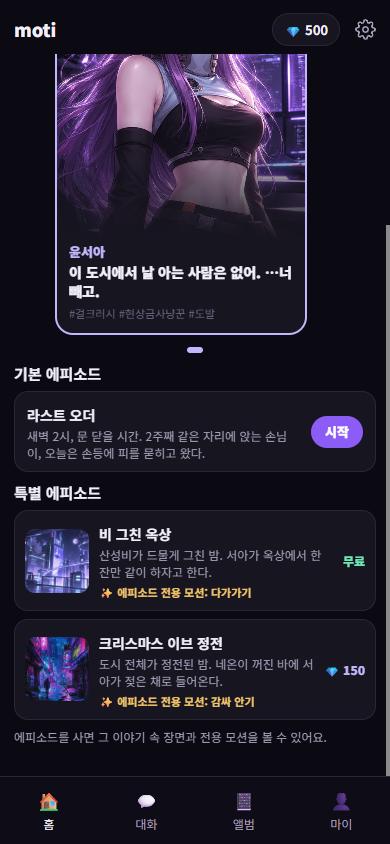 moti
500
윤서아
이 도시에서 날 아는 사람은 없어. …너
빼고.
#걸크러시 #현상금사냥꾼 #도발
기본 에피소드
라스트 오더
새벽 2시, 문 닫을 시간. 2주째 같은 자리에 앉는 손님
이, 오늘은 손등에 피를 묻히고 왔다.
시작
특별 에피소드
비 그친 옥상
산성비가 드물게 그친 밤. 서아가 옥상에서 한
잔만 같이 하자고 한다.
✨ 에피소드 전용 모션: 다가가기
무료
크리스마스 이브 정전
도시 전체가 정전된 밤. 네온이 꺼진 바에 서
아가 젖은 채로 들어온다.
✨ 에피소드 전용 모션: 감싸 안기
150
에피소드를 사면 그 이야기 속 장면과 전용 모션을 볼 수 있어요.
홈
대화
앨범
마이